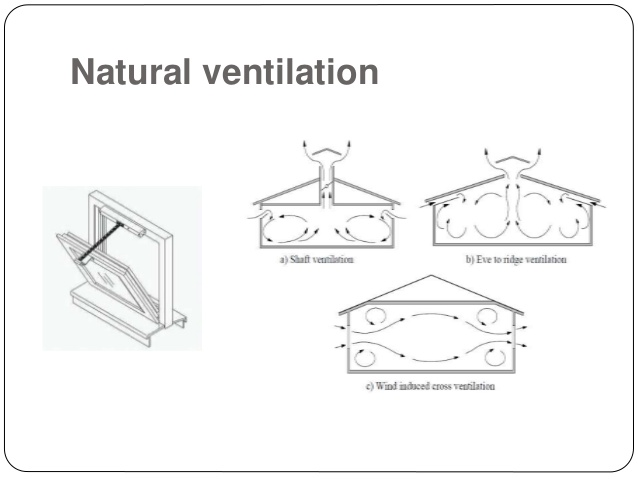 Natural ventilation
a) Shaft ventilation
b) Eve to ridge ventilation
c) Wind induced cross ventilation